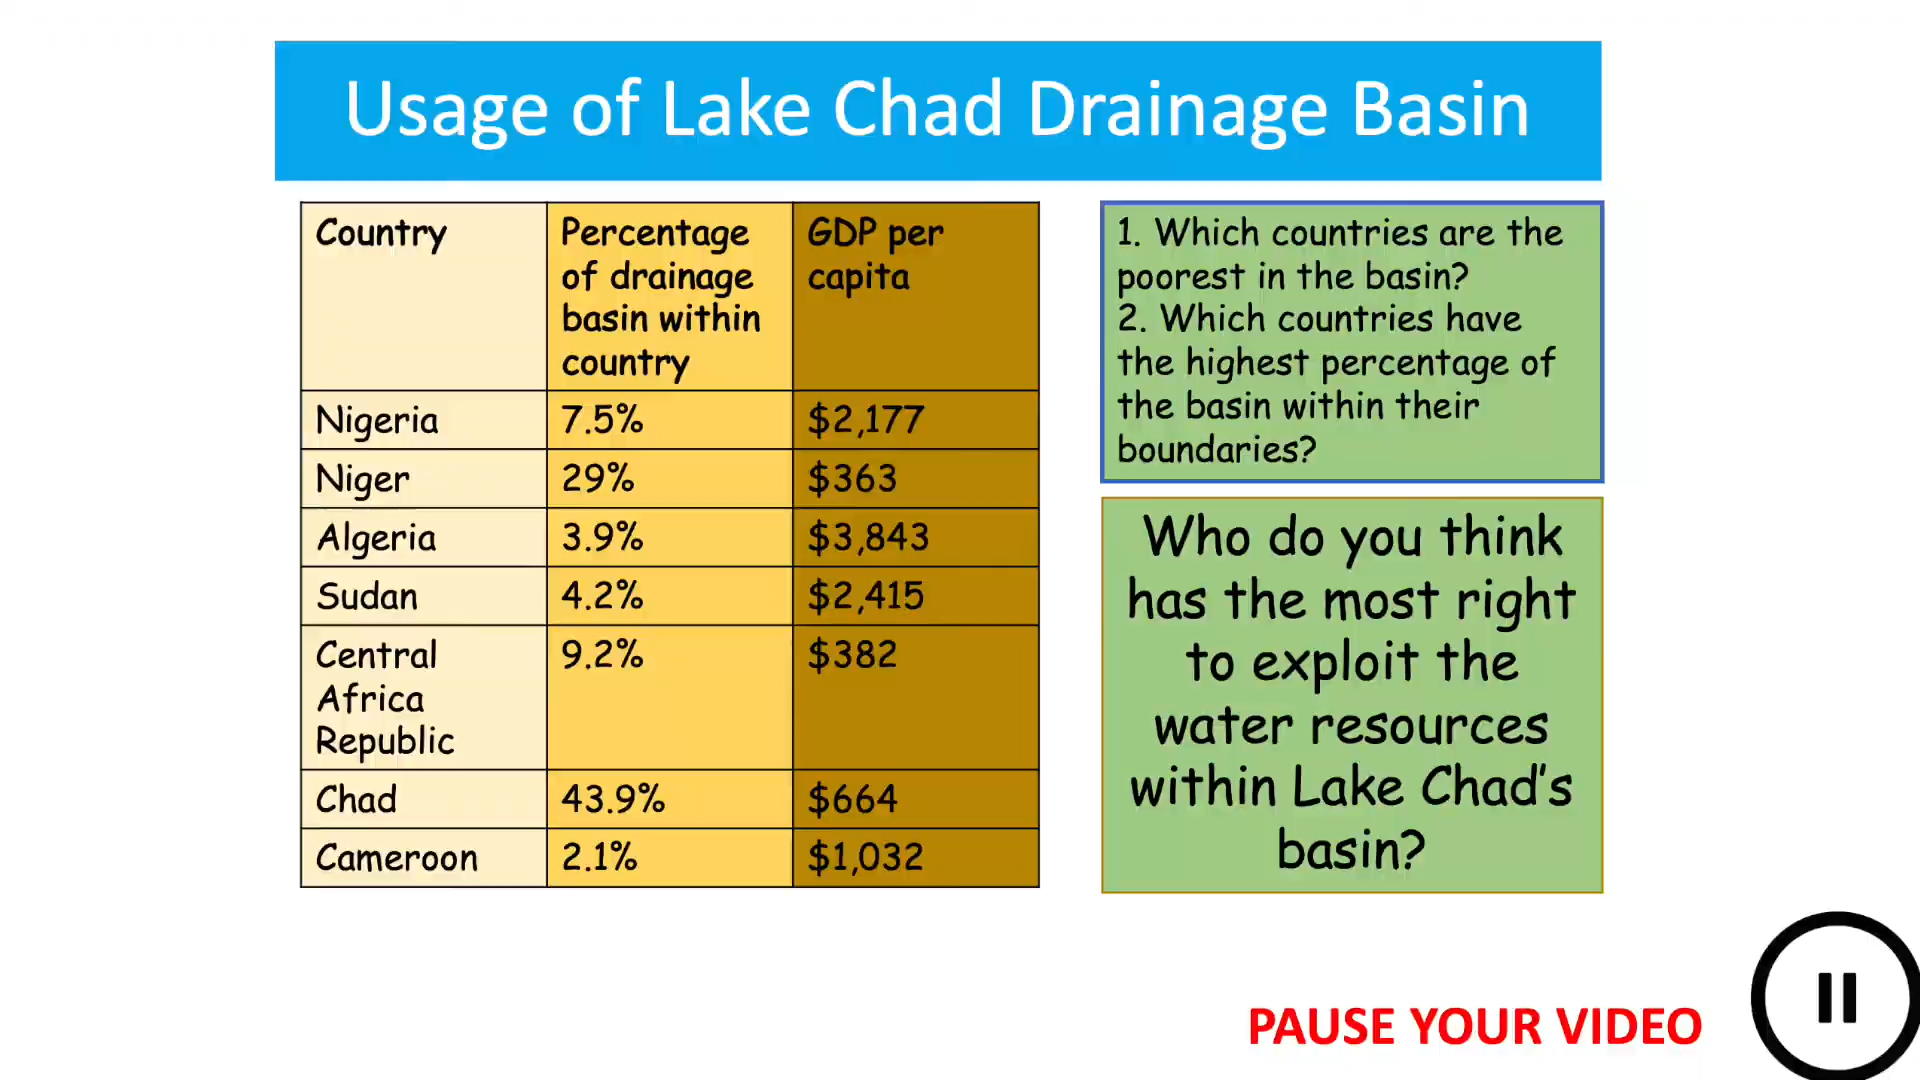 Usage of Lake Chad Drainage Basin
Country
Percentage
of drainage
basin within
country
GDP per
capita
Nigeria 7.5% $2,177
Niger 29% $363
Algeria 3.9% $3,843
Sudan 4.2% $2,415
Central 9.2% $382
Africa
Republic
Chad 43.9% $664
Cameroon 2.1% $1,032
1. Which countries are the
poorest in the basin?
2. Which countries have
the highest percentage of
the basin within their
boundaries?
Who do you think
has the most right
to exploit the
water resources
within Lake Chad's
basin?
PAUSE YOUR VIDEO